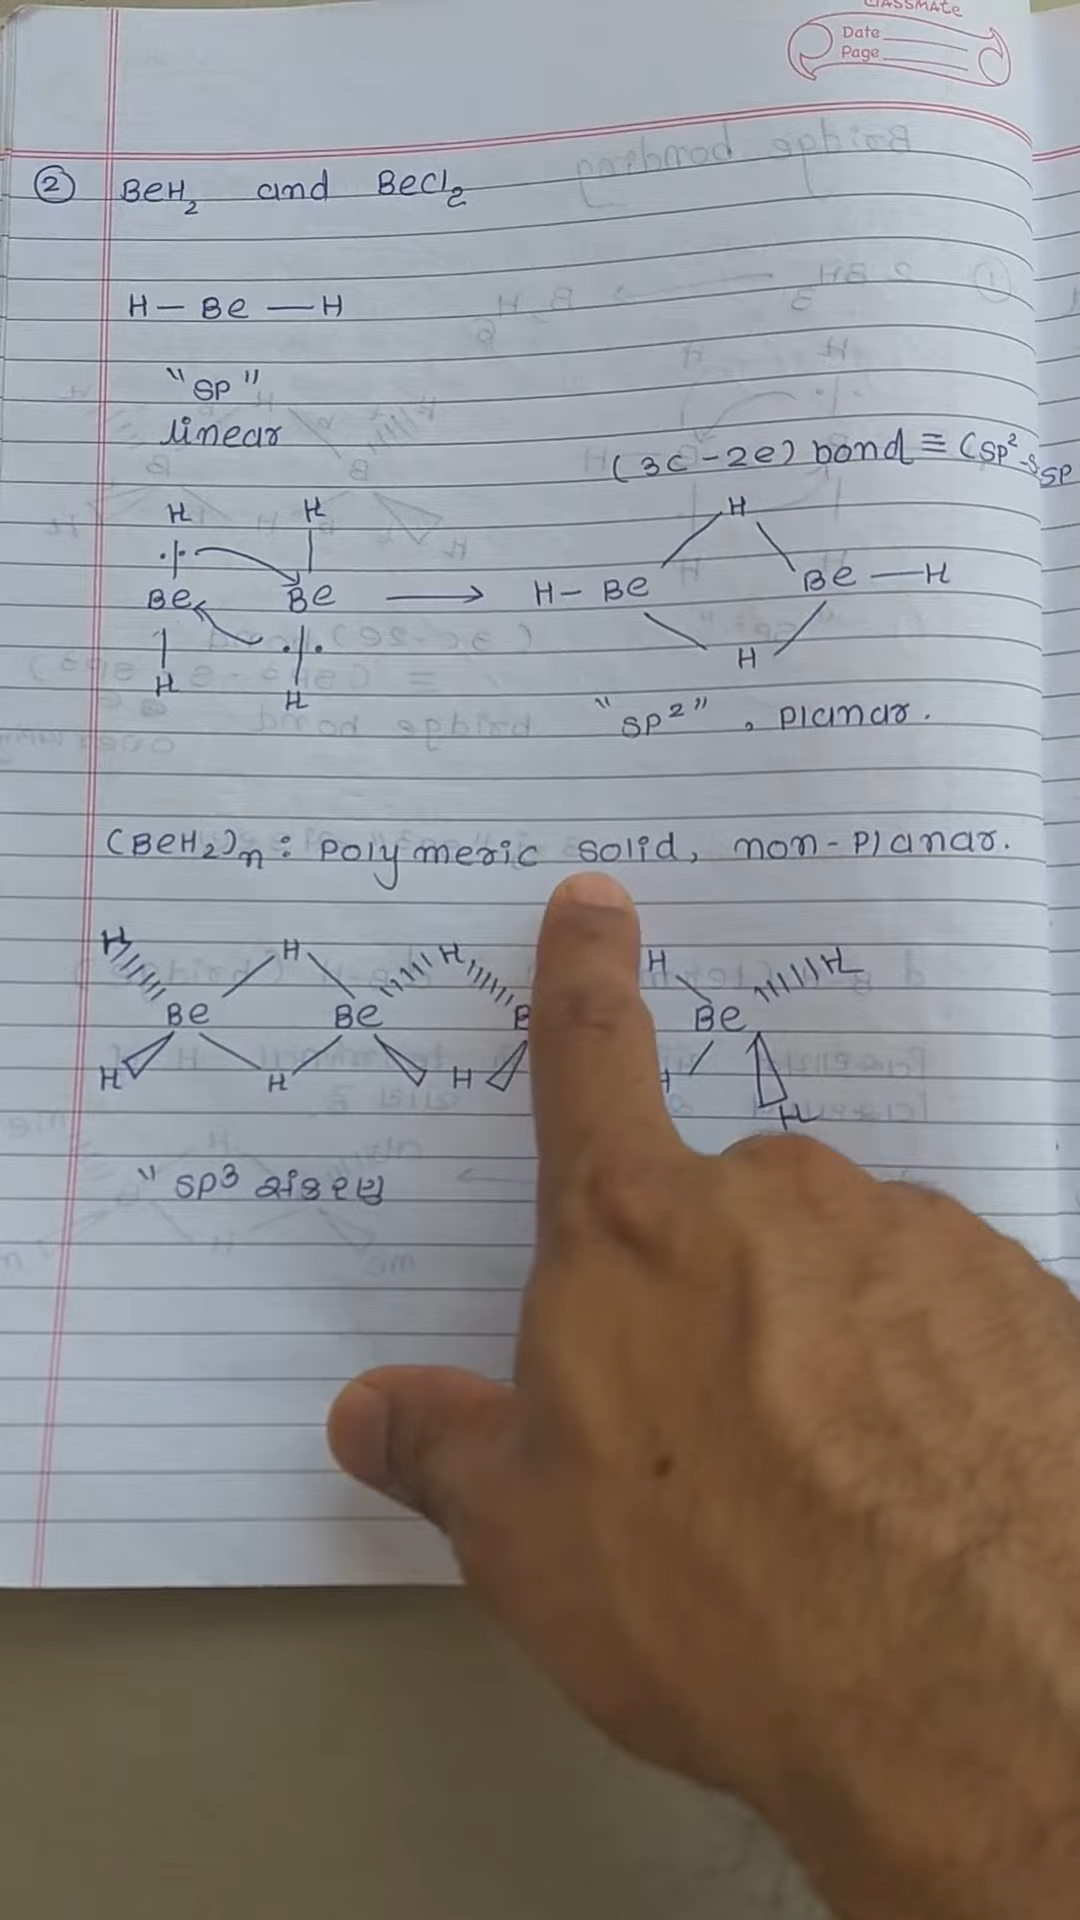 classmate
Date
Page
② BeH₂ and BeCl₂
H — Be — H
"sp"
linear
(3c-2e) bond ≡ (sp²-s
sp
H H H
Be Be → H — Be Be — H
H H H
"sp²", planar.
(BeH₂)n : Polymeric solid, non-planar.
H H H H H
Be Be B Be
H H H H
"sp³ સંકરણ